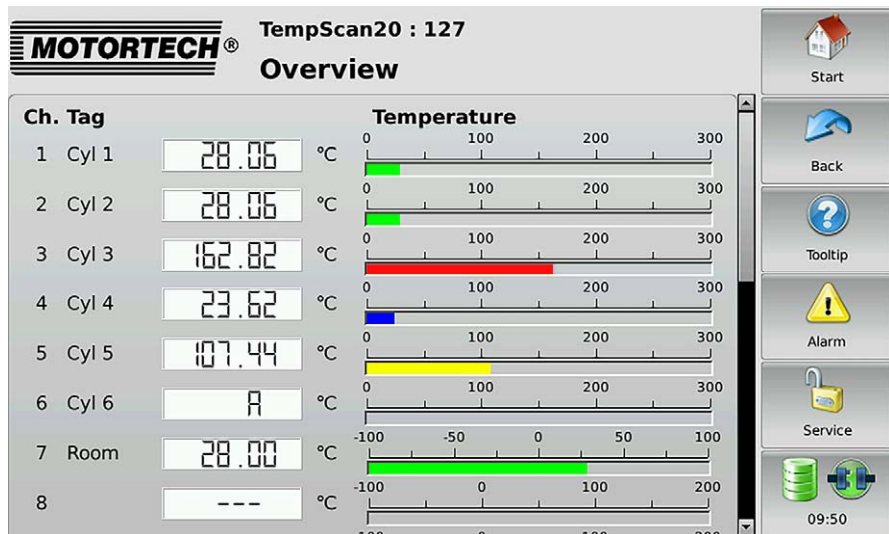 MOTORTECH®
TempScan20 : 127
Overview
Ch. Tag Temperature
0 100 200 300
1 Cyl 1 28.06 °C
0 100 200 300
2 Cyl 2 28.06 °C
0 100 200 300
3 Cyl 3 162.82 °C
0 100 200 300
4 Cyl 4 23.62 °C
0 100 200 300
5 Cyl 5 107.44 °C
0 100 200 300
6 Cyl 6 A °C
-100 -50 0 50 100
7 Room 28.00 °C
-100 0 100 200
8 --- °C
Start
Back
Tooltip
Alarm
Service
09:50